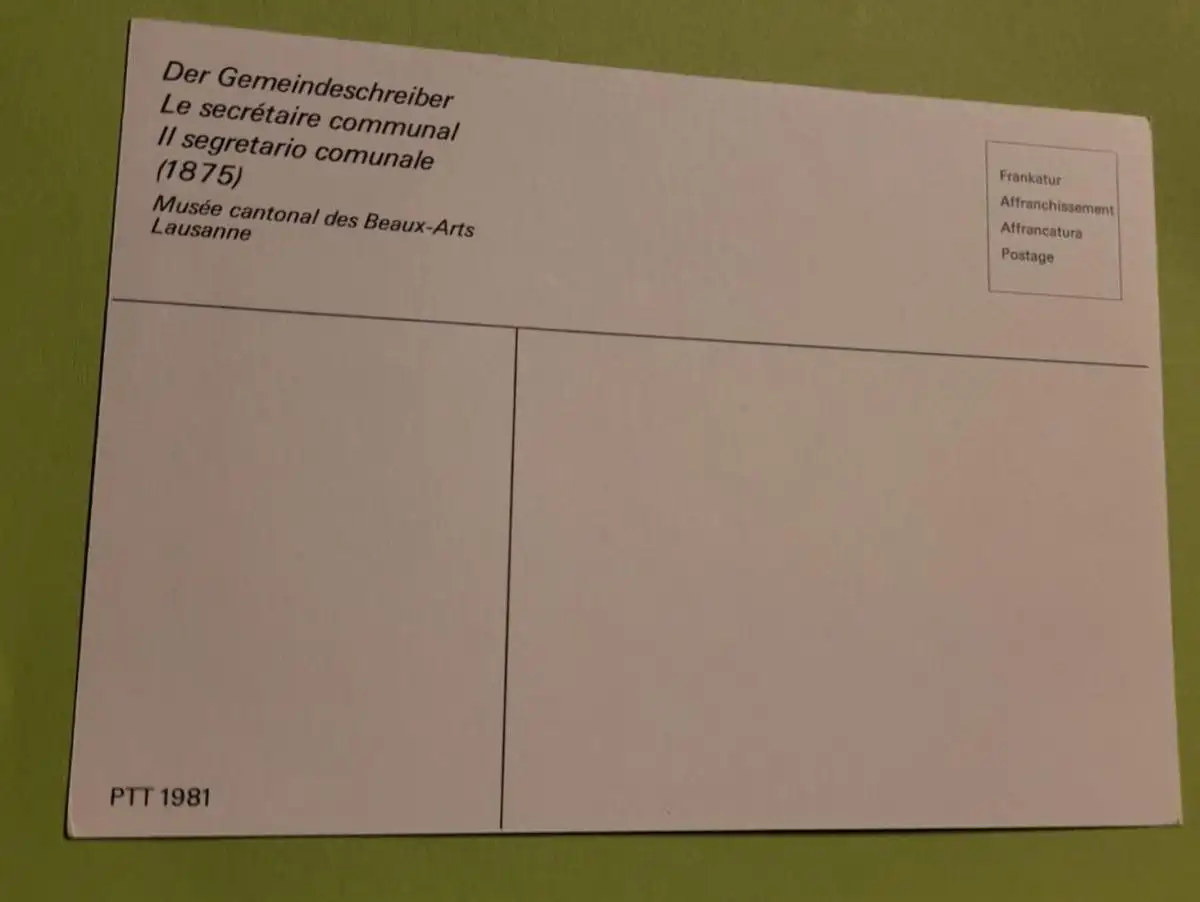 Der Gemeindeschreiber
Le secrétaire communal
Il segretario comunale
(1875)
Musée cantonal des Beaux-Arts
Lausanne
Frankatur
Affranchissement
Affrancatura
Postage
PTT 1981